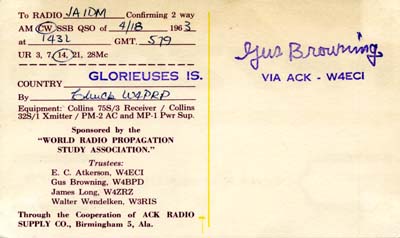 To RADIO JA1DM Confirming 2 way
AM CW SSB QSO of 4/18 1963
at 1432 GMT. 579
UR 3, 7, 14, 21, 28Mc
GLORIEUSES IS.
COUNTRY
By Chuck W4PRP
Equipment: Collins 75S/3 Receiver / Collins
32S/1 Xmitter / PM-2 AC and MP-1 Pwr Sup.
Sponsored by the
"WORLD RADIO PROPAGATION
STUDY ASSOCIATION."
Trustees:
E. C. Atkerson, W4ECI
Gus Browning, W4BPD
James Long, W4ZRZ
Walter Wendelken, W3RIS
Through the Cooperation of ACK RADIO
SUPPLY CO., Birmingham 5, Ala.
Gus Browning
VIA ACK - W4ECI